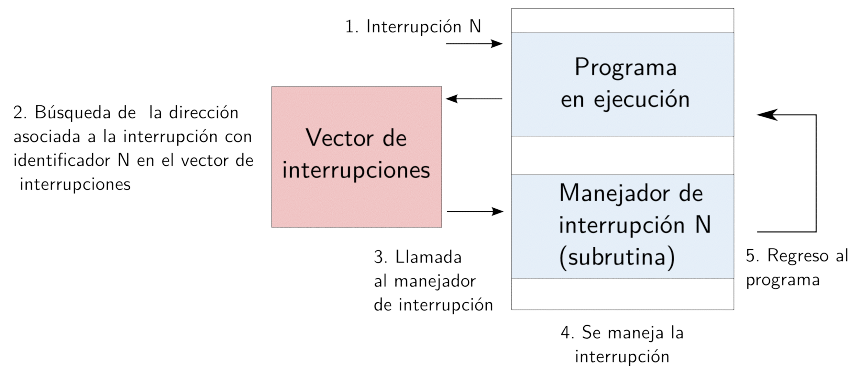 1. Interrupción N
Programa
en ejecución
2. Búsqueda de la dirección
asociada a la interrupción con
identificador N en el vector de
interrupciones
Vector de
interrupciones
Manejador de
interrupción N
(subrutina)
3. Llamada
al manejador
de interrupción
5. Regreso al
programa
4. Se maneja la
interrupción